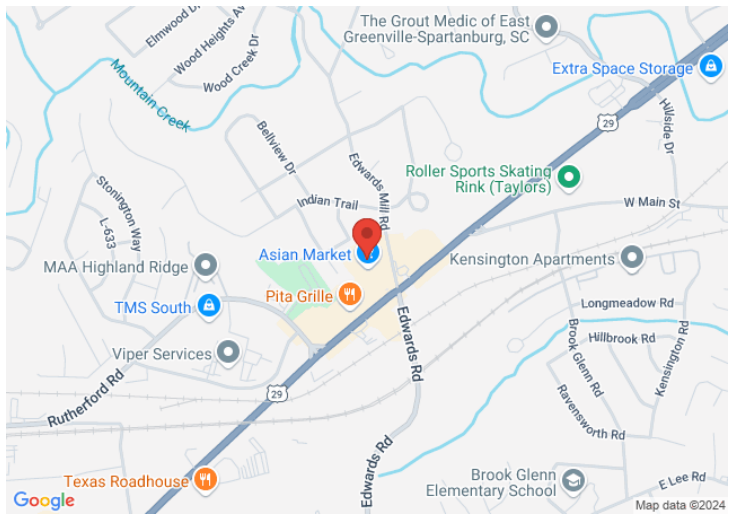 The Grout Medic of East
Greenville-Spartanburg, SC
Elmwood Dr
Wood Heights Av
Wood Creek Dr
Mountain Creek
Extra Space Storage
29
Hillside Dr
Bellview Dr
Edwards Mill Rd
Roller Sports Skating
Rink (Taylors)
Indian Trail
W Main St
Stonington Way
L-633
Asian Market
Kensington Apartments
MAA Highland Ridge
Pita Grille
TMS South
Longmeadow Rd
Edwards Rd
Hillbrook Rd
Brook Glenn Rd
Kensington Rd
Viper Services
Rutherford Rd
29
Ravensworth Rd
Edwards Rd
Texas Roadhouse
Brook Glenn
Elementary School
E Lee Rd
Google
Map data ©2024